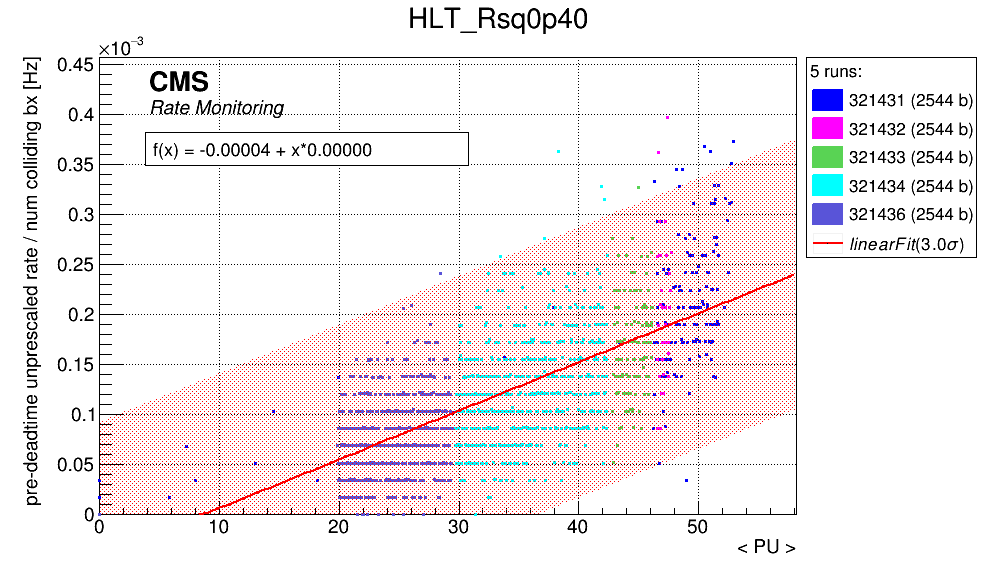 HLT_Rsq0p40
×10⁻³
pre-deadtime unprescaled rate / num colliding bx [Hz]
0.45
0.4
0.35
0.3
0.25
0.2
0.15
0.1
0.05
0
CMS
Rate Monitoring
f(x) = -0.00004 + x*0.00000
0 10 20 30 40 50
< PU >
5 runs:
321431 (2544 b)
321432 (2544 b)
321433 (2544 b)
321434 (2544 b)
321436 (2544 b)
linearFit(3.0σ)